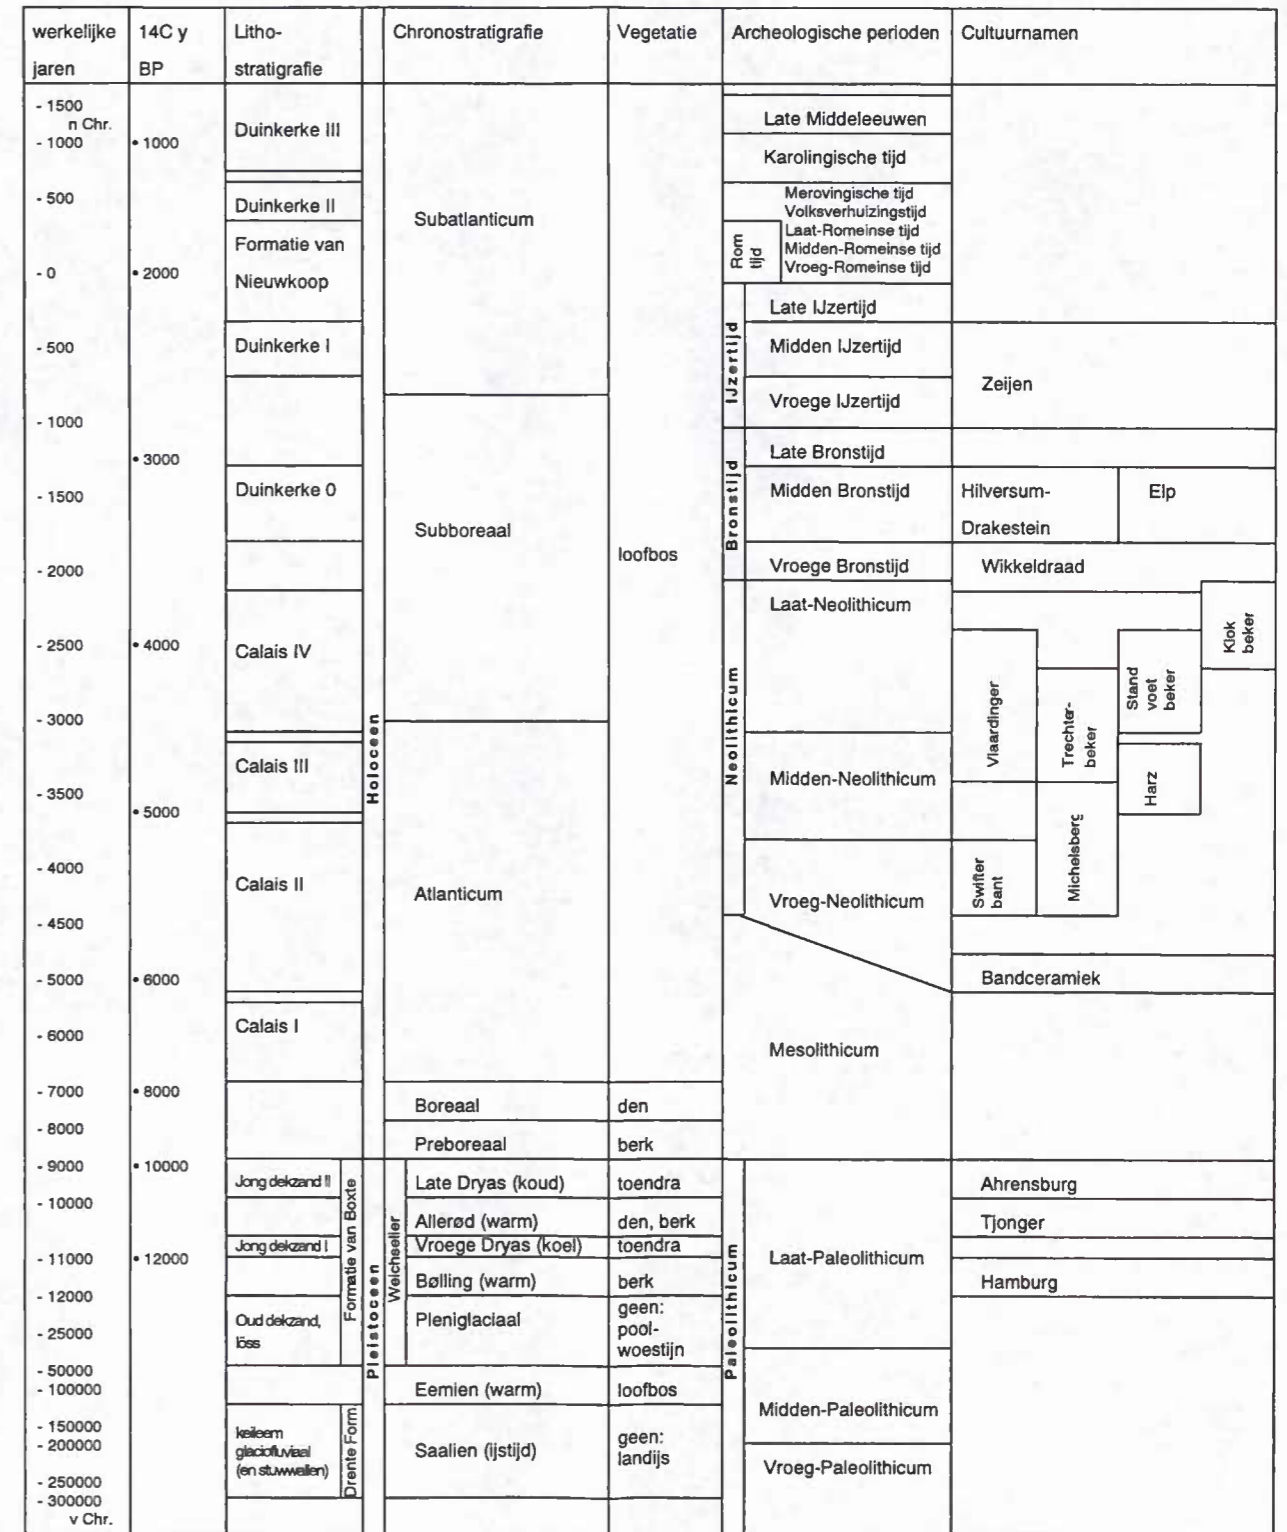 werkelijke
jaren
14C y
BP
Litho-
stratigrafie
Chronostratigrafie
Vegetatie
Archeologische perioden
Cultuurnamen
- 1500
n Chr.
- 1000
- 500
- 0
- 500
- 1000
- 1500
- 2000
- 2500
- 3000
- 3500
- 4000
- 4500
- 5000
- 6000
- 7000
- 8000
- 9000
- 10000
- 11000
- 12000
- 25000
- 50000
- 100000
- 150000
- 200000
- 250000
- 300000
v Chr.
• 1000
• 2000
• 3000
• 4000
• 5000
• 6000
• 8000
• 10000
• 12000
Duinkerke III
Duinkerke II
Formatie van
Nieuwkoop
Duinkerke I
Duinkerke 0
Calais IV
Calais III
Calais II
Calais I
Jong dekzand II
Jong dekzand I
Oud dekzand,
löss
keileem
glaciofluviaal
(en stuwwallen)
Formatie van Boxte
Drente Form.
Holoceen
Pleistoceen
Weichselien
Subatlanticum
Subboreaal
Atlanticum
Boreaal
Preboreaal
Late Dryas (koud)
Allerød (warm)
Vroege Dryas (koel)
Bølling (warm)
Pleniglaciaal
Eemien (warm)
Saalien (ijstijd)
loofbos
den
berk
toendra
den, berk
toendra
berk
geen:
pool-
woestijn
loofbos
geen:
landijs
Late Middeleeuwen
Karolingische tijd
Merovingische tijd
Volksverhuizingstijd
Laat-Romeinse tijd
Midden-Romeinse tijd
Vroeg-Romeinse tijd
Rom
tijd
IJzertijd
Late IJzertijd
Midden IJzertijd
Vroege IJzertijd
Bronstijd
Late Bronstijd
Midden Bronstijd
Vroege Bronstijd
Neolithicum
Laat-Neolithicum
Midden-Neolithicum
Vroeg-Neolithicum
Mesolithicum
Paleolithicum
Laat-Paleolithicum
Midden-Paleolithicum
Vroeg-Paleolithicum
Zeijen
Hilversum-
Drakestein
Elp
Wikkeldraad
Klok
beker
Vlaardinger
Trechter-
beker
Stand
voet
beker
Harz
Swifter
bant
Michelsberg
Bandceramiek
Ahrensburg
Tjonger
Hamburg